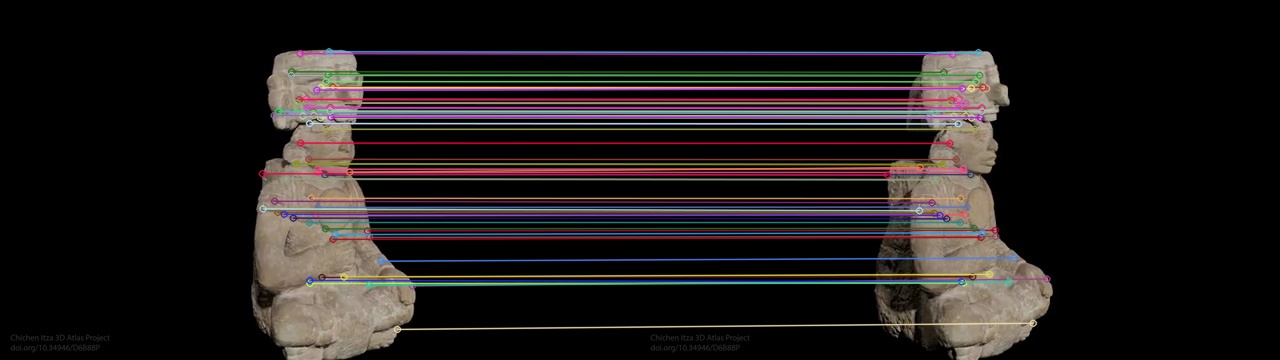 Chichen Itza 3D Atlas Project
doi.org/10.34946/D6B88P
Chichen Itza 3D Atlas Project
doi.org/10.34946/D6B88P